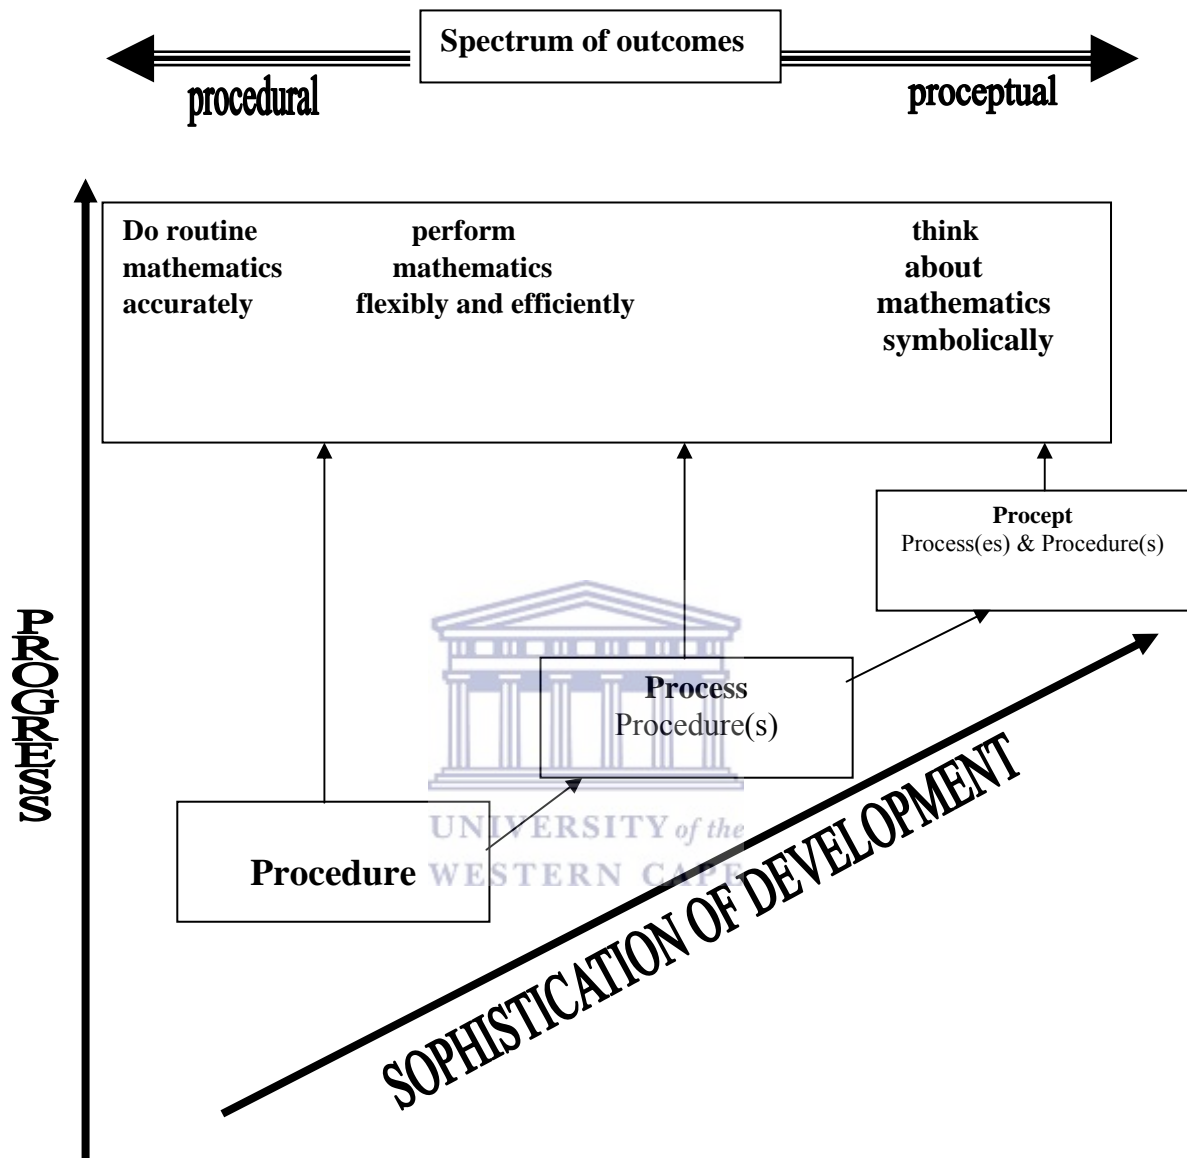 Spectrum of outcomes
procedural
proceptual
Do routine
mathematics
accurately
perform
mathematics
flexibly and efficiently
think
about
mathematics
symbolically
Procept
Process(es) & Procedure(s)
PROGRESS
Process
Procedure(s)
Procedure
UNIVERSITY of the
WESTERN CAPE
SOPHISTICATION OF DEVELOPMENT